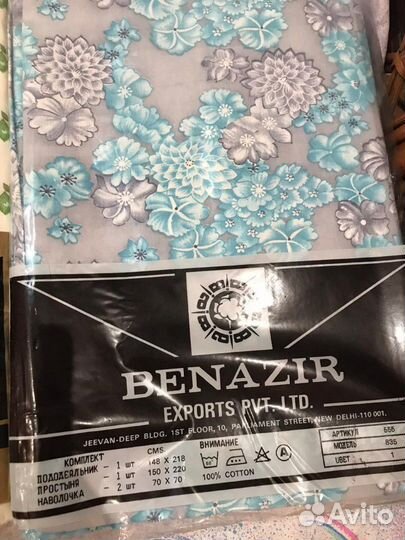 BENAZIR
EXPORTS PVT. LTD.
JEEVAN-DEEP BLDG. 1ST FLOOR, 10, PARLIAMENT STREET, NEW DELHI-110 001.
КОМПЛЕКТ CMS ВНИМАНИЕ АРТИКУЛ 555
ПОДОДЕЯЛЬНИК - 1 шт 148 X 218 МОДЕЛЬ 835
ПРОСТЫНЯ - 1 шт 150 X 220 A ЦВЕТ 1
НАВОЛОЧКА - 2 шт 70 X 70 100% COTTON
Avito